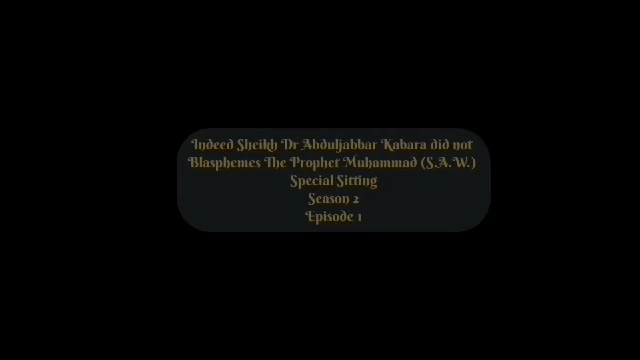 Indeed Sheikh Dr Abduljabbar Kabara did not
Blasphemes The Prophet Muhammad (S.A.W.)
Special Sitting
Season 2
Episode 1